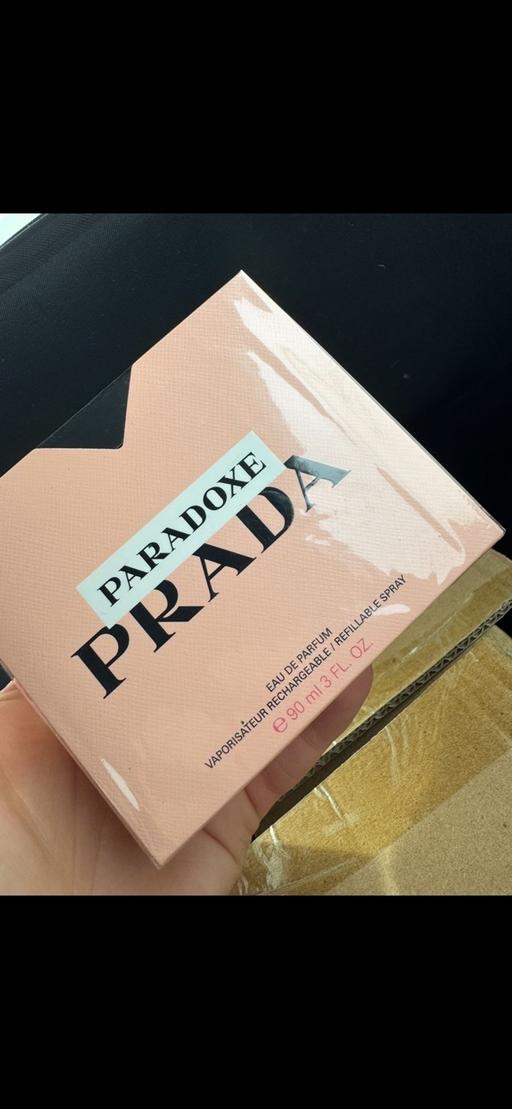 PARADOXE
PRADA
EAU DE PARFUM
VAPORISATEUR RECHARGEABLE / REFILLABLE SPRAY
℮ 90 ml 3 FL. OZ.